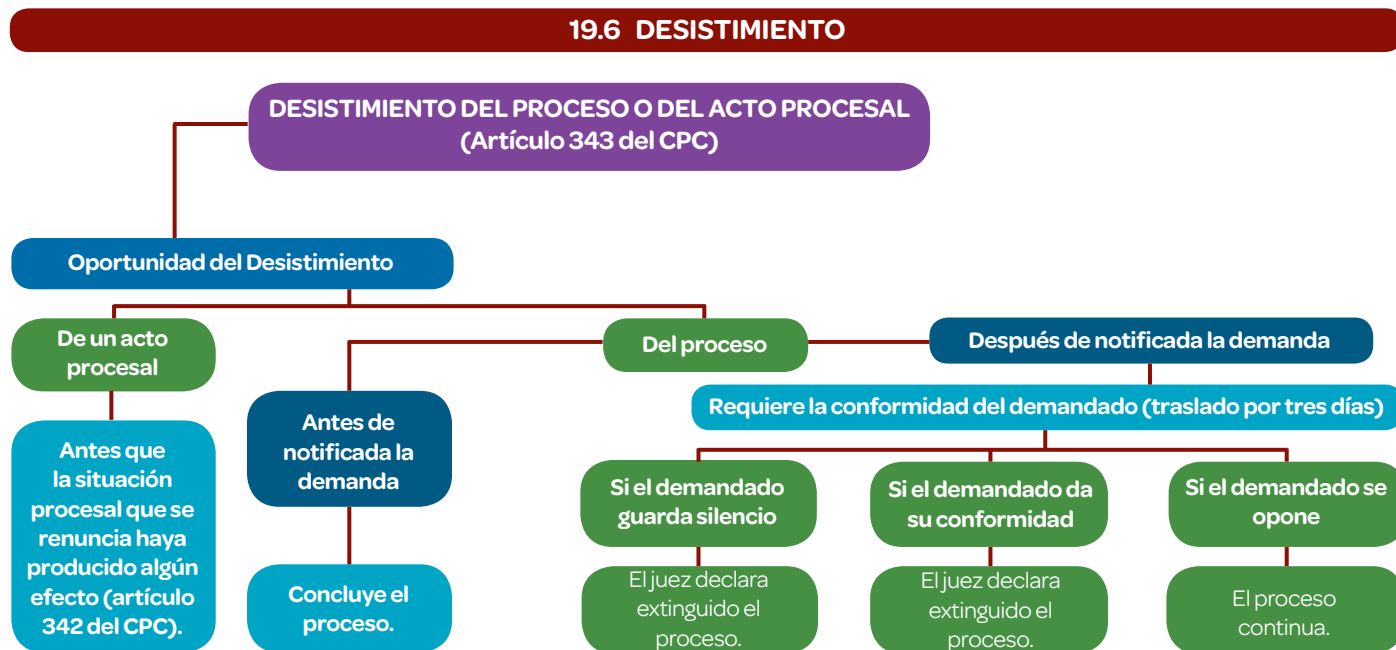 19.6 DESISTIMIENTO
DESISTIMIENTO DEL PROCESO O DEL ACTO PROCESAL
(Artículo 343 del CPC)
Oportunidad del Desistimiento
De un acto
procesal
Antes que
la situación
procesal que se
renuncia haya
producido algún
efecto (artículo
342 del CPC).
Del proceso
Antes de
notificada la
demanda
Concluye el
proceso.
Después de notificada la demanda
Requiere la conformidad del demandado (traslado por tres días)
Si el demandado
guarda silencio
El juez declara
extinguido el
proceso.
Si el demandado da
su conformidad
El juez declara
extinguido el
proceso.
Si el demandado se
opone
El proceso
continua.